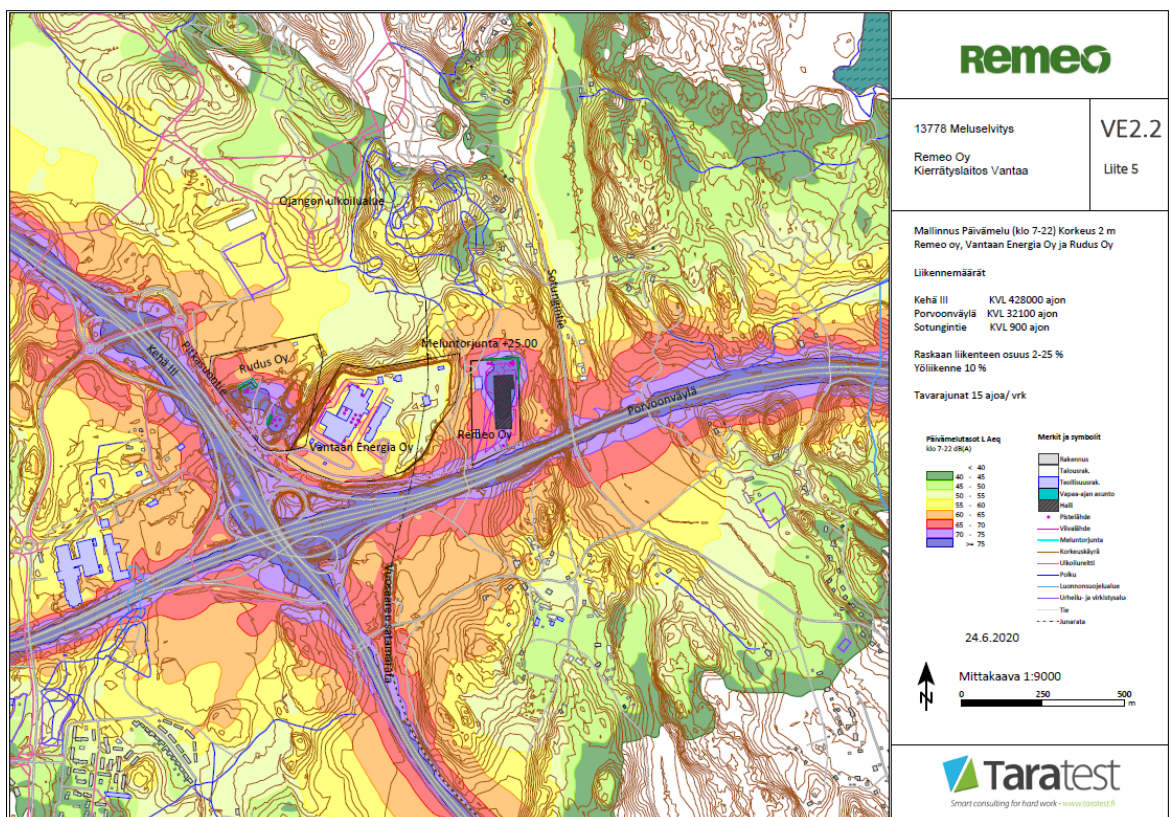 Ojangon ulkoilualue
Sotungintie
Kehä III
Pitkäsuontie
Rudus Oy
Meluntorjunta +25.00
Vantaan Energia Oy
Remeo Oy
Porvoonväylä
Vuosaaren satamarata
Remeo
13778 Meluselvitys
Remeo Oy
Kierrätyslaitos Vantaa
VE2.2
Liite 5
Mallinnus Päivämelu (klo 7-22) Korkeus 2 m
Remeo oy, Vantaan Energia Oy ja Rudus Oy
Liikennemäärät
Kehä III KVL 428000 ajon
Porvoonväylä KVL 32100 ajon
Sotungintie KVL 900 ajon
Raskaan liikenteen osuus 2-25 %
Yöliikenne 10 %
Tavarajunat 15 ajoa/ vrk
Päivämelutasot L Aeq
klo 7-22 dB(A)
< 40
40 - 45
45 - 50
50 - 55
55 - 60
60 - 65
65 - 70
70 - 75
>= 75
Merkit ja symbolit
Rakennus
Talousrak.
Teollisuusrak.
Vapaa-ajan asunto
Halli
Pistelähde
Viivalähde
Meluntorjunta
Korkeuskäyrä
Ulkoilureitti
Polku
Luonnonsuojelualue
Urheilu- ja virkistysalu
Tie
Junarata
24.6.2020
N
Mittakaava 1:9000
0 250 500
m
Taratest
Smart consulting for hard work - www.taratest.fi